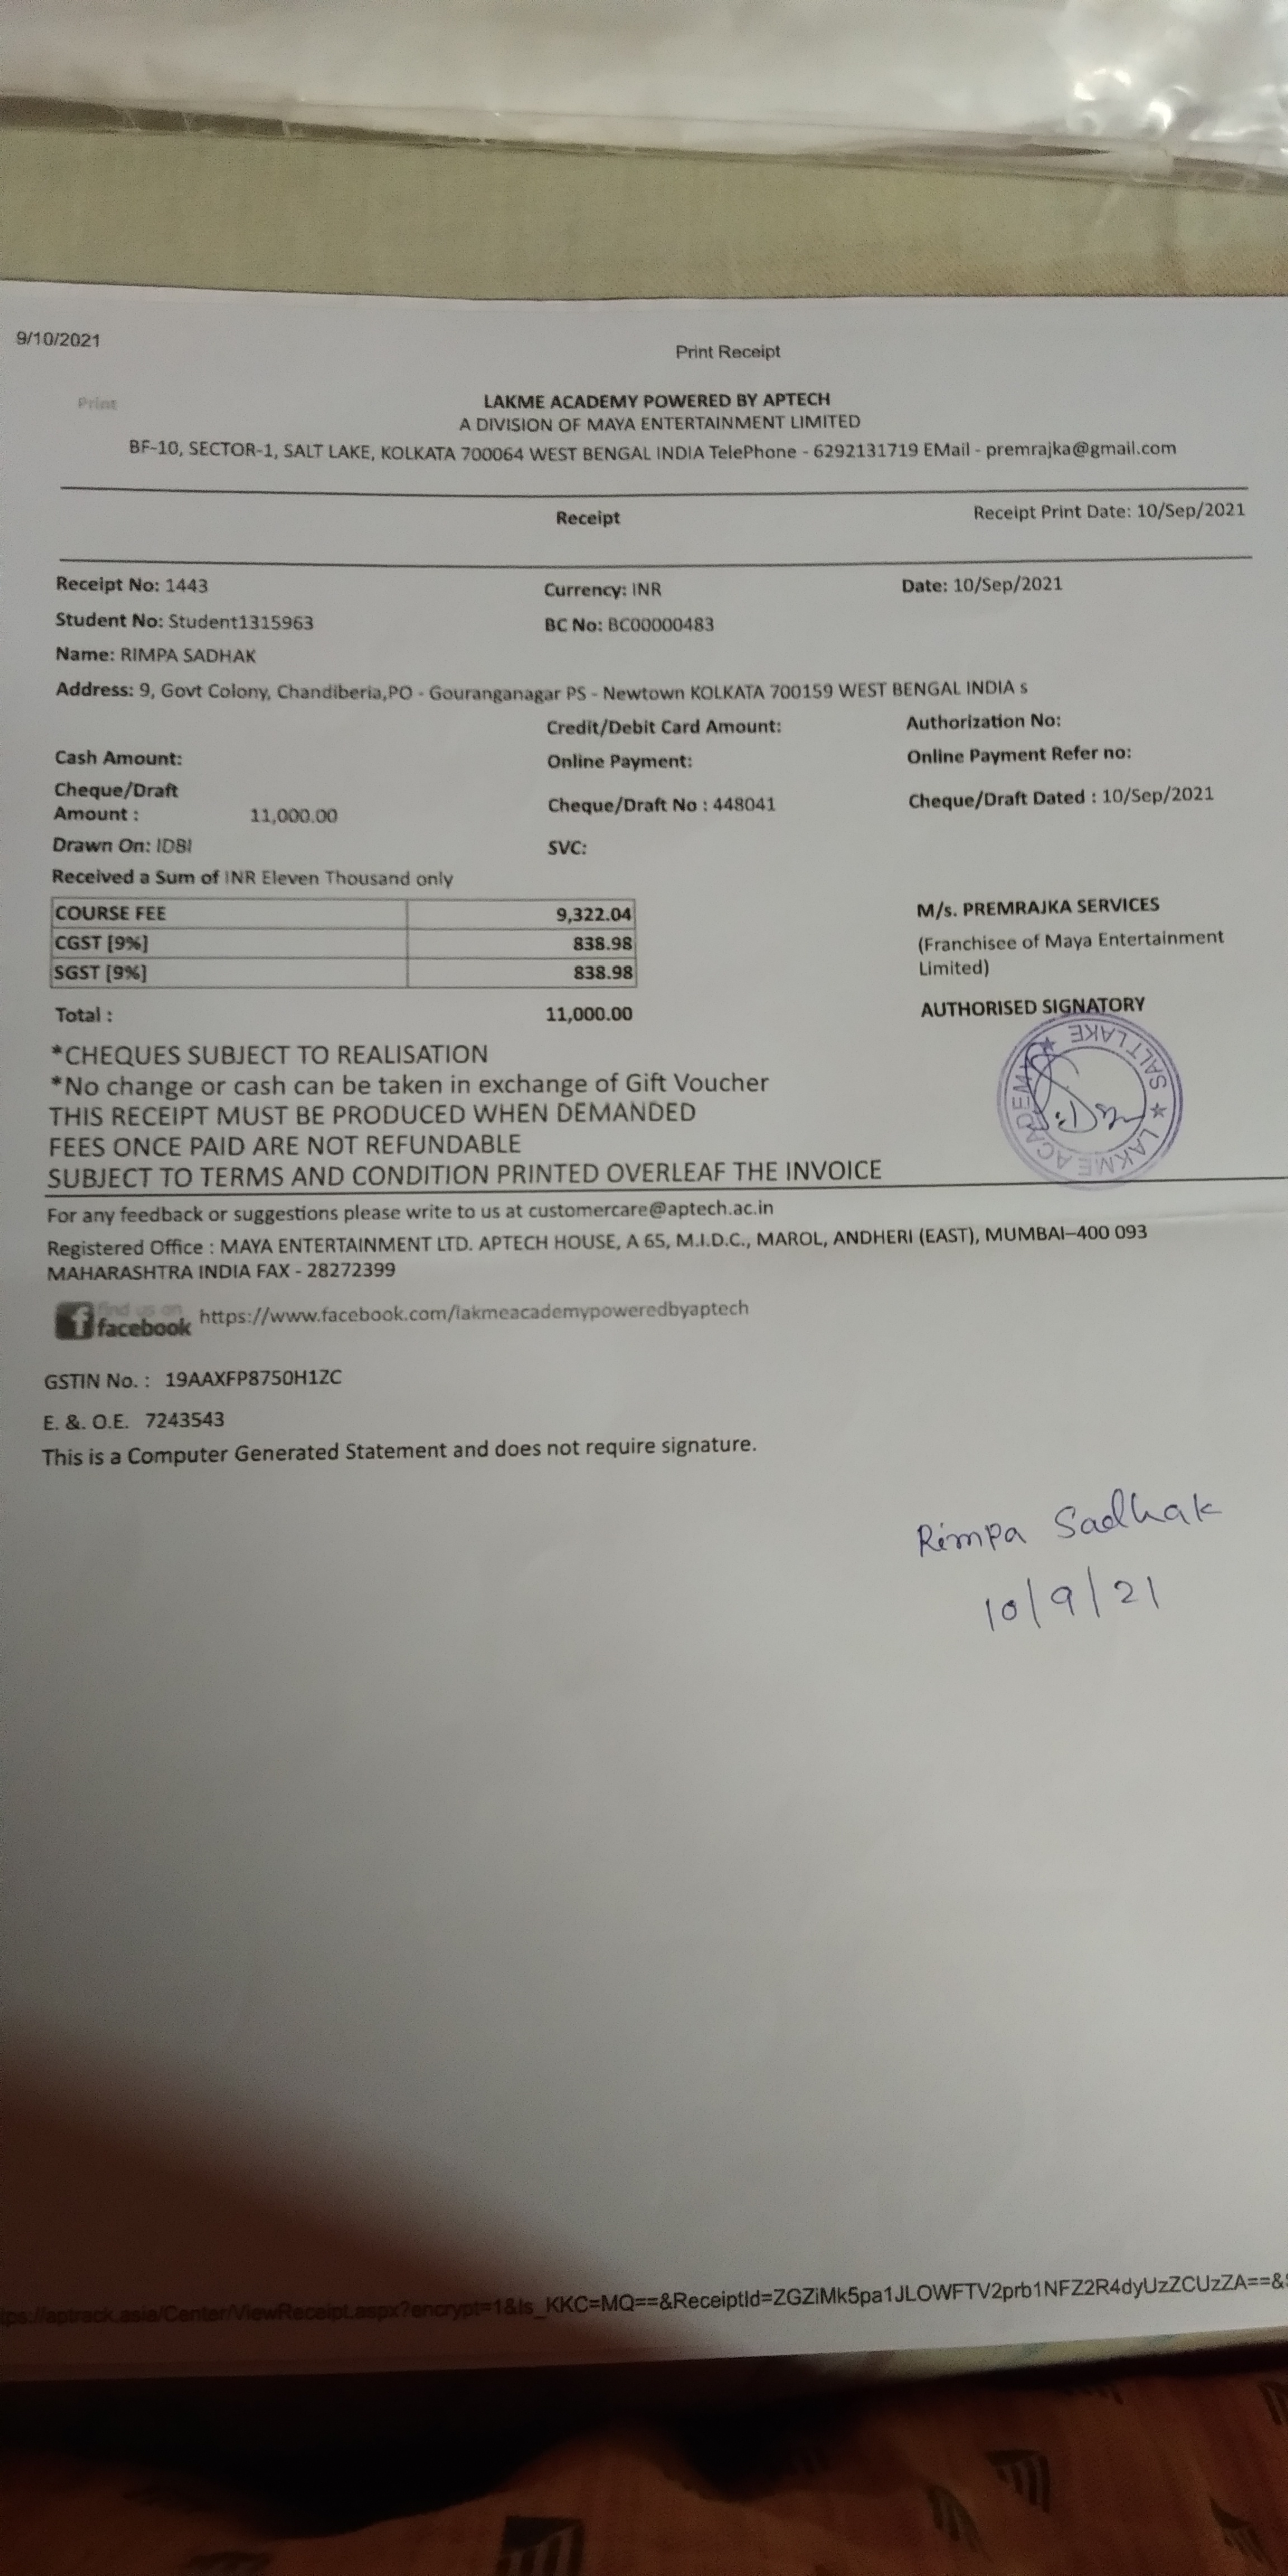 9/10/2021
Print Receipt
Print
LAKME ACADEMY POWERED BY APTECH
A DIVISION OF MAYA ENTERTAINMENT LIMITED
BF-10, SECTOR-1, SALT LAKE, KOLKATA 700064 WEST BENGAL INDIA TelePhone - 6292131719 EMail - premrajka@gmail.com
Receipt
Receipt Print Date: 10/Sep/2021
Receipt No: 1443 Currency: INR Date: 10/Sep/2021
Student No: Student1315963 BC No: BC00000483
Name: RIMPA SADHAK
Address: 9, Govt Colony, Chandiberia,PO - Gouranganagar PS - Newtown KOLKATA 700159 WEST BENGAL INDIA s
Credit/Debit Card Amount: Authorization No:
Cash Amount: Online Payment: Online Payment Refer no:
Cheque/Draft
Amount : 11,000.00 Cheque/Draft No : 448041 Cheque/Draft Dated : 10/Sep/2021
Drawn On: IDBI SVC:
Received a Sum of INR Eleven Thousand only
COURSE FEE 9,322.04
CGST [9%] 838.98
SGST [9%] 838.98
Total : 11,000.00
M/s. PREMRAJKA SERVICES
(Franchisee of Maya Entertainment
Limited)
AUTHORISED SIGNATORY
LAKME ACADEMY ★ SALT LAKE ★
*CHEQUES SUBJECT TO REALISATION
*No change or cash can be taken in exchange of Gift Voucher
THIS RECEIPT MUST BE PRODUCED WHEN DEMANDED
FEES ONCE PAID ARE NOT REFUNDABLE
SUBJECT TO TERMS AND CONDITION PRINTED OVERLEAF THE INVOICE
For any feedback or suggestions please write to us at customercare@aptech.ac.in
Registered Office : MAYA ENTERTAINMENT LTD. APTECH HOUSE, A 65, M.I.D.C., MAROL, ANDHERI (EAST), MUMBAI–400 093
MAHARASHTRA INDIA FAX - 28272399
find us on
facebook https://www.facebook.com/lakmeacademypoweredbyaptech
GSTIN No. : 19AAXFP8750H1ZC
E. &. O.E. 7243543
This is a Computer Generated Statement and does not require signature.
Rimpa Sadhak
10/9/21
tps://aptrack.asia/Center/ViewReceipt.aspx?encrypt=1&Is_KKC=MQ==&ReceiptId=ZGZiMk5pa1JLOWFTV2prb1NFZ2R4dyUzZCUzZA==&